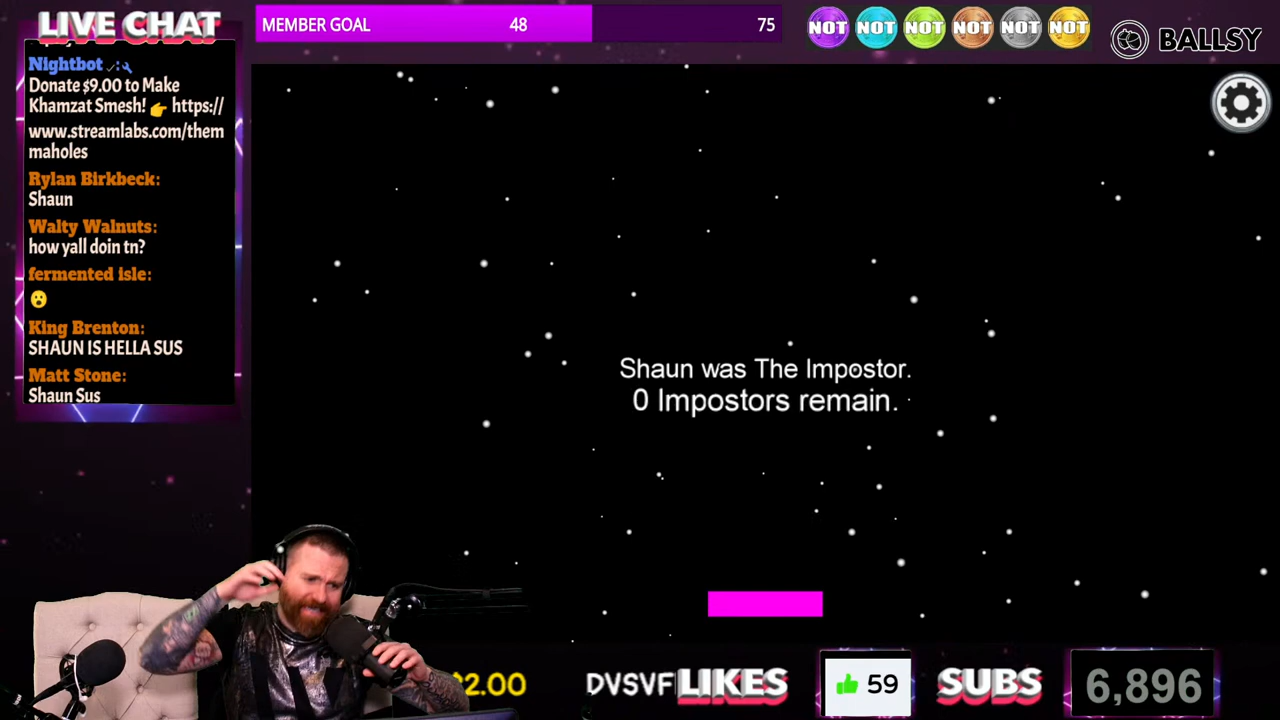 LIVE CHAT
Nightbot
Donate $9.00 to Make
Khamzat Smesh! 👉 https://
www.streamlabs.com/them
maholes
Rylan Birkbeck:
Shaun
Walty Walnuts:
how yall doin tn?
fermented isle:
😮
King Brenton:
SHAUN IS HELLA SUS
Matt Stone:
Shaun Sus
MEMBER GOAL 48 75
NOT NOT NOT NOT NOT NOT
BALLSY
Shaun was The Impostor.
0 Impostors remain.
$2.00
DVSVF
LIKES
59
SUBS
6,896